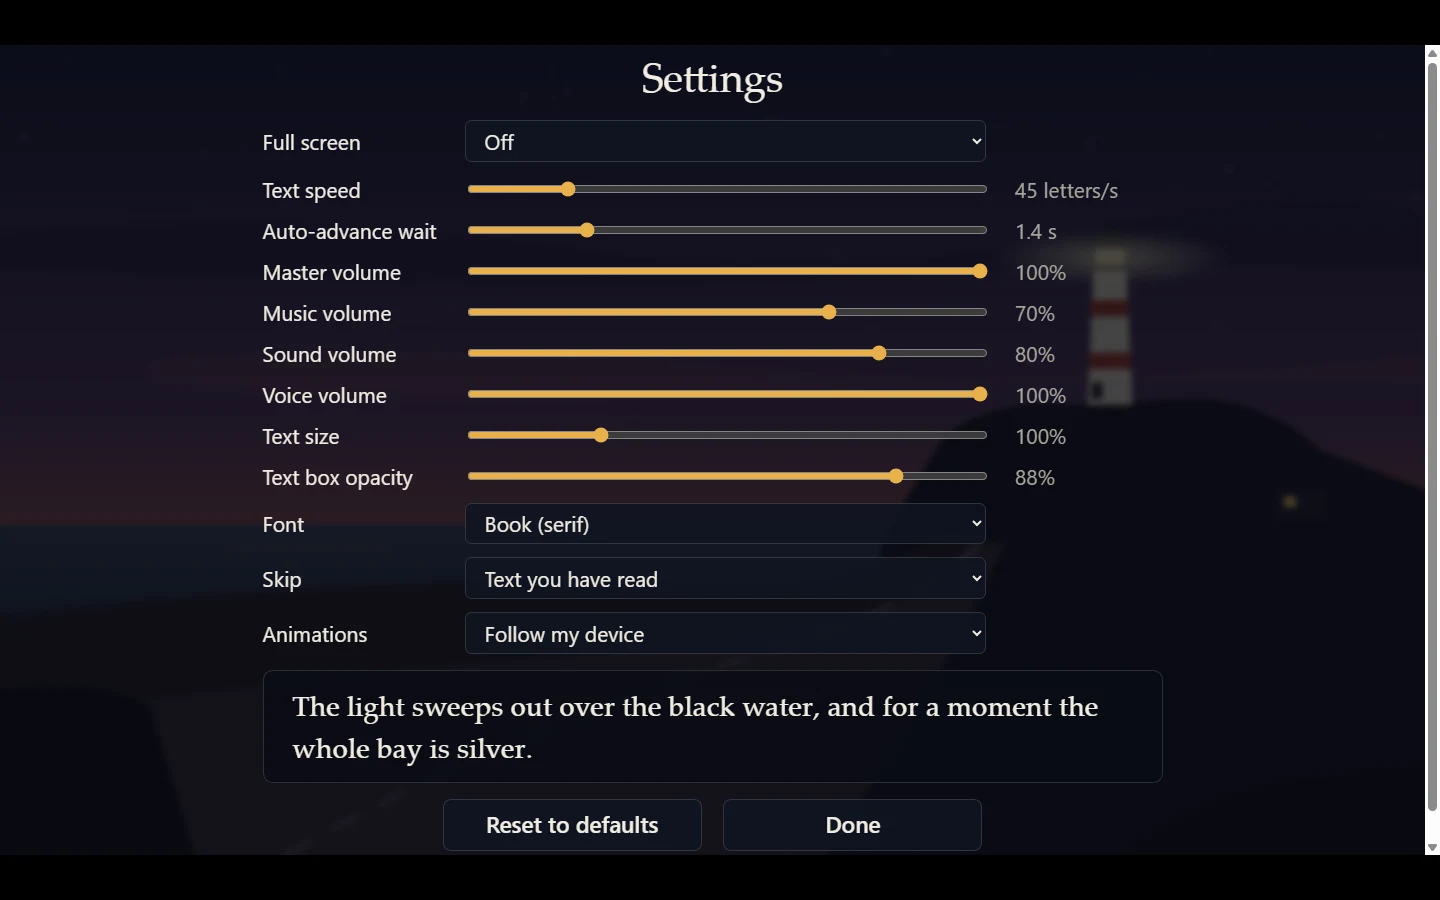 Settings
Full screen Off
Text speed 45 letters/s
Auto-advance wait 1.4 s
Master volume 100%
Music volume 70%
Sound volume 80%
Voice volume 100%
Text size 100%
Text box opacity 88%
Font Book (serif)
Skip Text you have read
Animations Follow my device
The light sweeps out over the black water, and for a moment the
whole bay is silver.
Reset to defaults Done